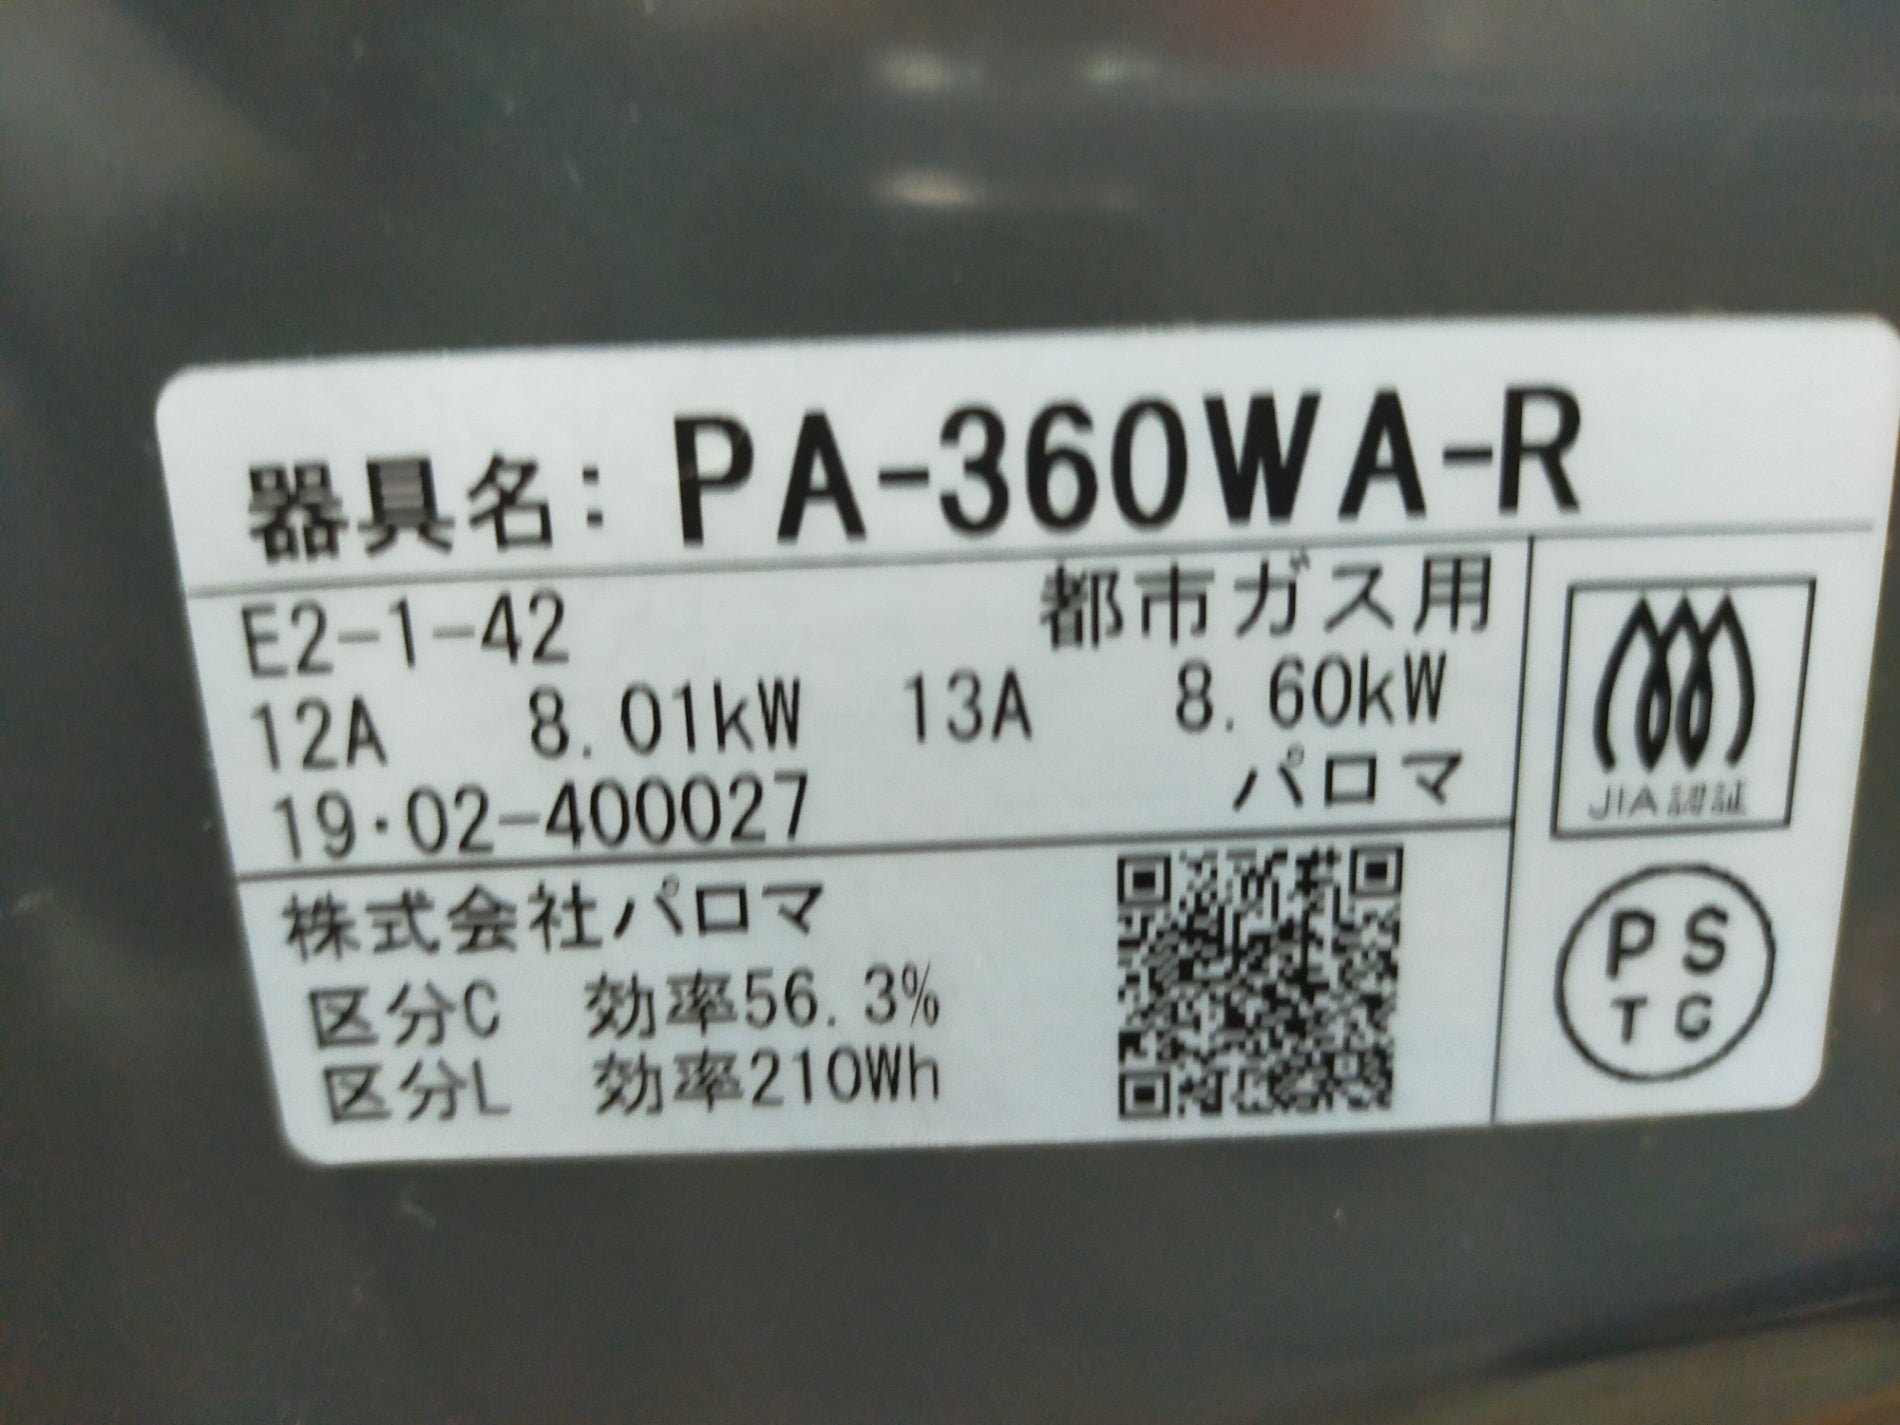 器具名: PA-360WA-R
E2-1-42 都市ガス用
12A 8.01kW 13A 8.60kW
19・02-400027 パロマ
JIA認証
株式会社パロマ
区分C 効率56.3%
区分L 効率210Wh
PS
TG